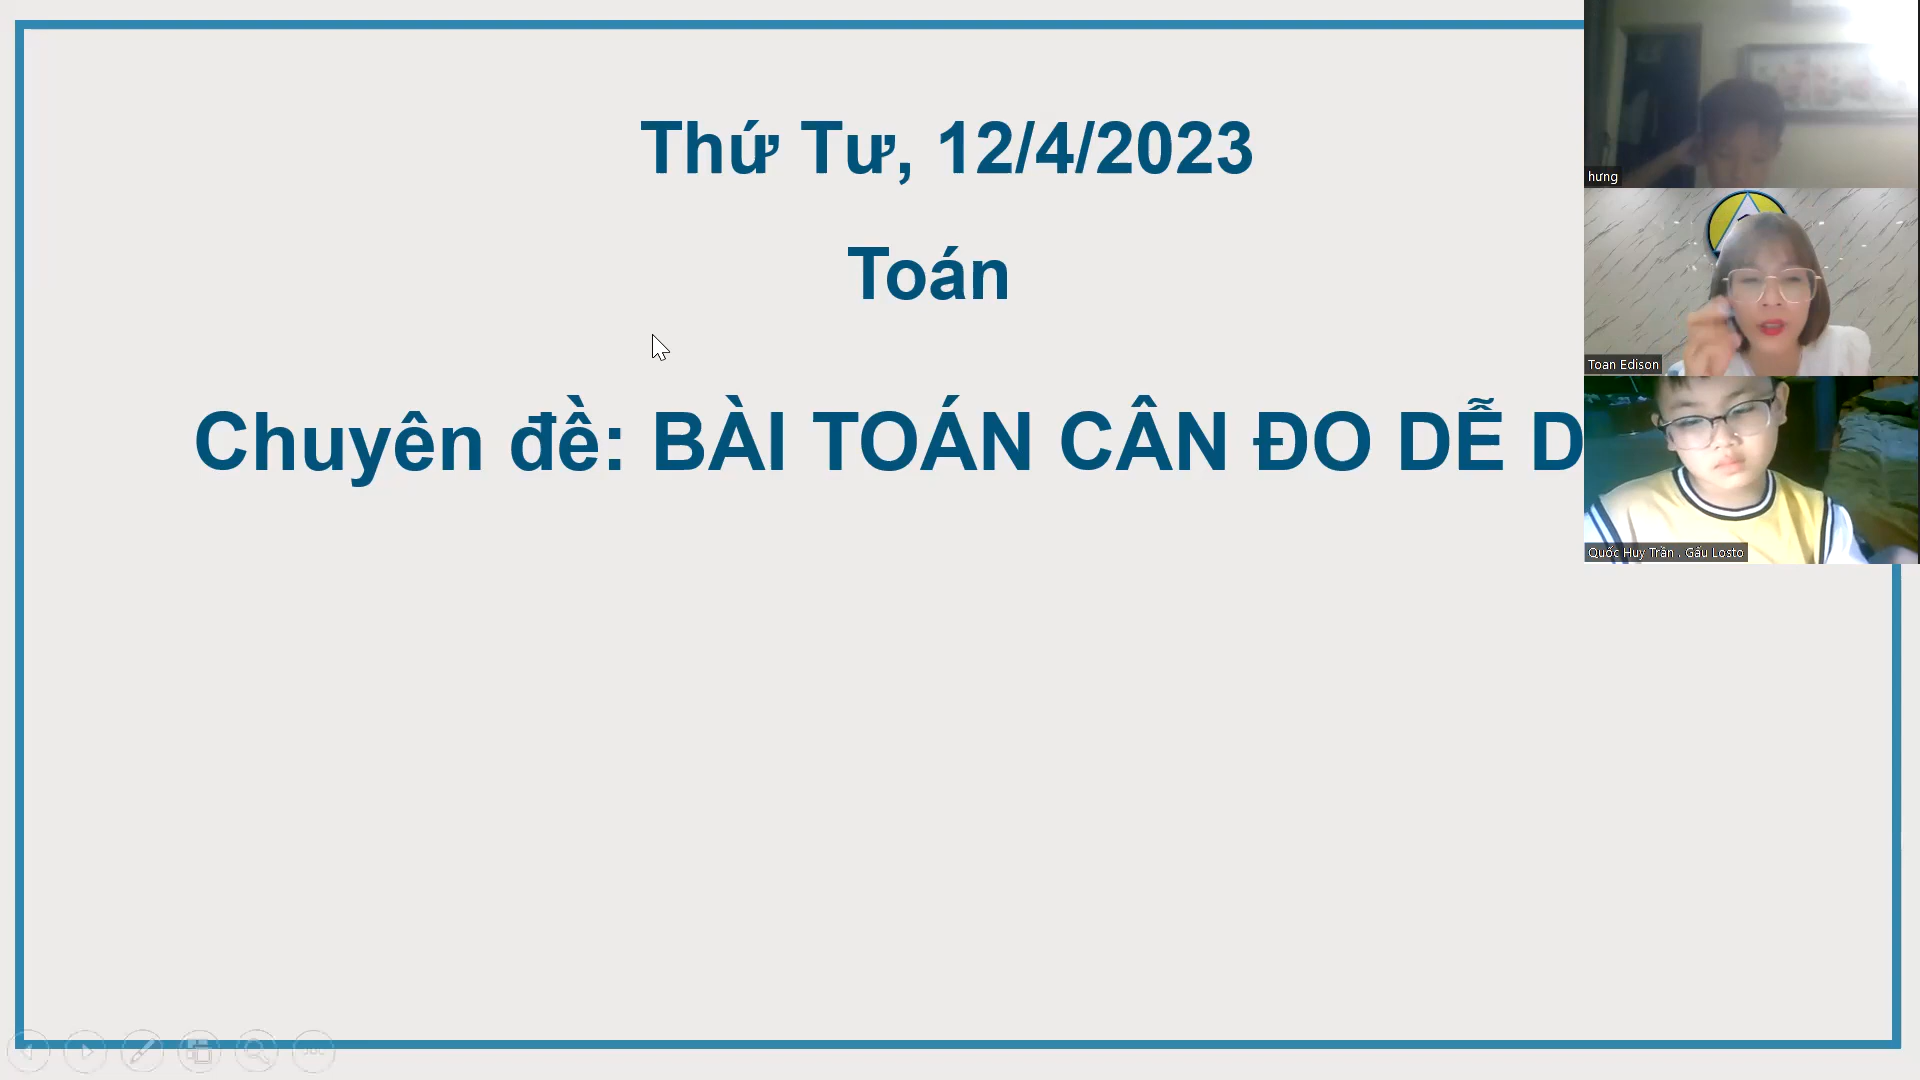 Thứ Tư, 12/4/2023
Toán
Chuyên đề: BÀI TOÁN CÂN ĐO DỄ D
hưng
Toan Edison
Quốc Huy Trần . Gấu Losto